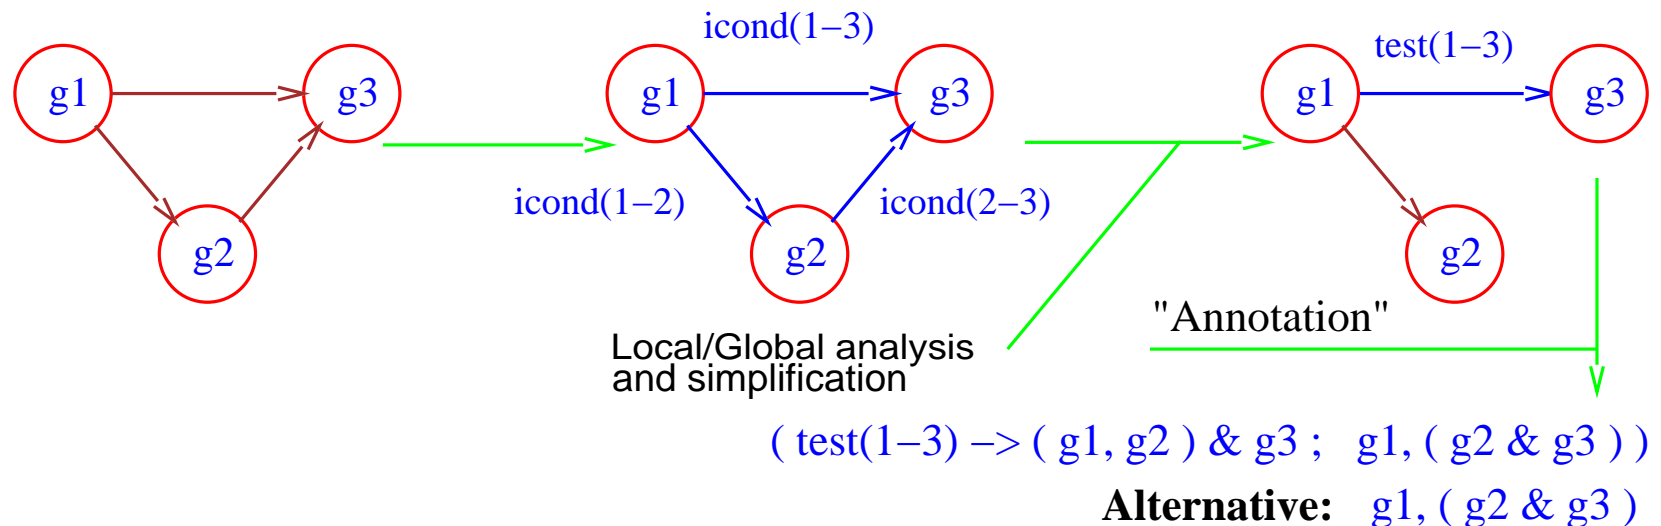 icond(1−3)
test(1−3)
g1
g3
g1
g3
g1
g3
icond(1−2)
icond(2−3)
g2
g2
g2
"Annotation"
Local/Global analysis
and simplification
( test(1−3) −> ( g1, g2 ) & g3 ; g1, ( g2 & g3 ) )
Alternative: g1, ( g2 & g3 )